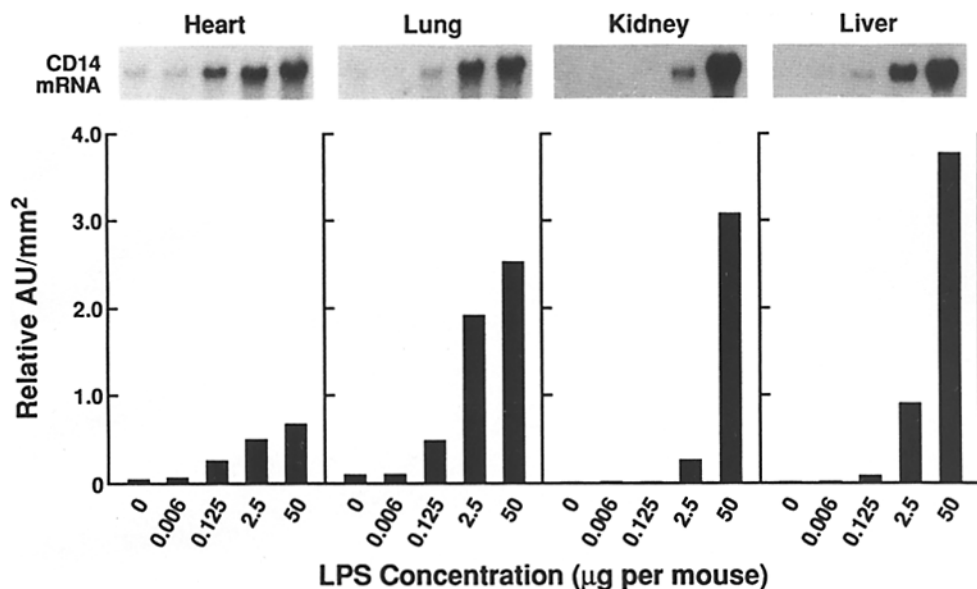 Heart Lung Kidney Liver
CD14
mRNA
4.0
3.0
2.0
1.0
0
Relative AU/mm²
0 0.006 0.125 2.5 50 0 0.006 0.125 2.5 50 0 0.006 0.125 2.5 50 0 0.006 0.125 2.5 50
LPS Concentration (µg per mouse)